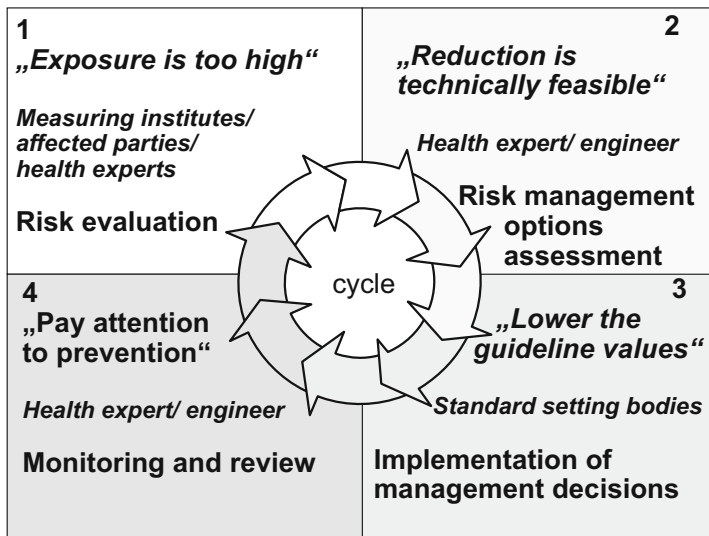 1
„Exposure is too high“
Measuring institutes/
affected parties/
health experts
Risk evaluation
2
„Reduction is
technically feasible“
Health expert/ engineer
Risk management
options
assessment
cycle
3
„Lower the
guideline values“
Standard setting bodies
Implementation of
management decisions
4
„Pay attention
to prevention“
Health expert/ engineer
Monitoring and review